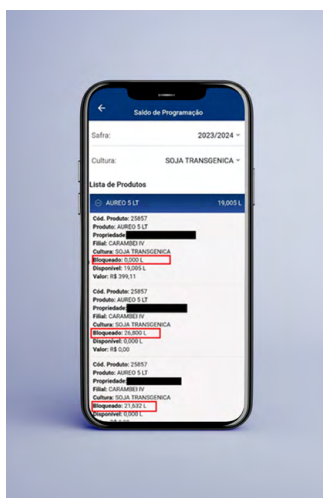 Saldo de Programação
Safra: 2023/2024
Cultura: SOJA TRANSGENICA
Lista de Produtos
AUREO 5 LT 19,005 L
Cód. Produto: 25857
Produto: AUREO 5 LT
Propriedade:
Filial: CARAMBEI IV
Cultura: SOJA TRANSGENICA
Bloqueado: 0,000 L
Disponível: 19,005 L
Valor: R$ 399,11
Cód. Produto: 25857
Produto: AUREO 5 LT
Propriedade:
Filial: CARAMBEI IV
Cultura: SOJA TRANSGENICA
Bloqueado: 26,800 L
Disponível: 0,000 L
Valor: R$ 0,00
Cód. Produto: 25857
Produto: AUREO 5 LT
Propriedade:
Filial: CARAMBEI IV
Cultura: SOJA TRANSGENICA
Bloqueado: 21,632 L
Disponível: 0,000 L